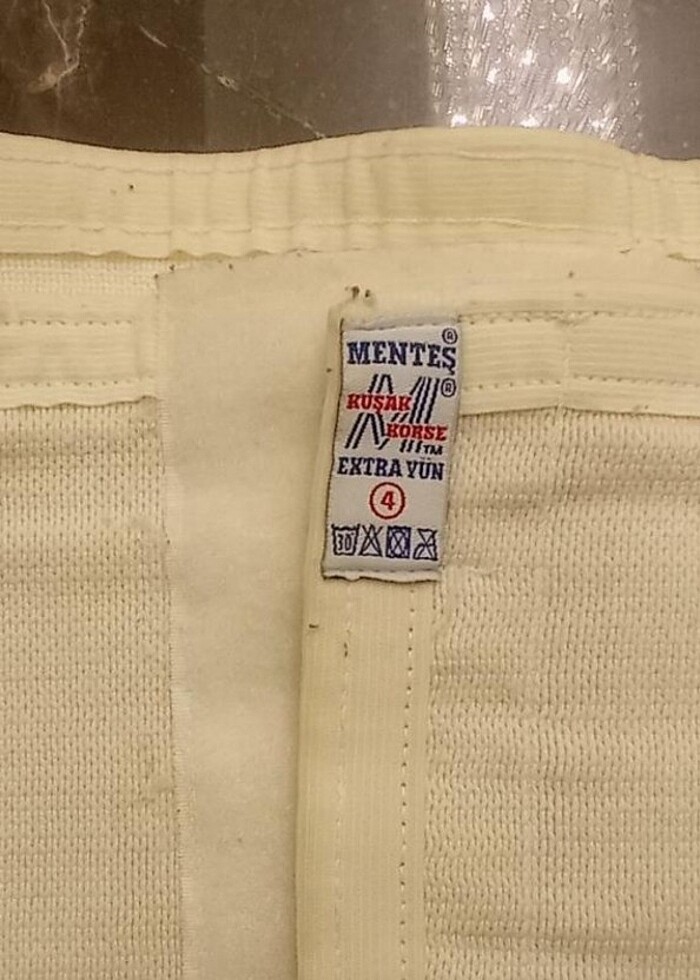 ®
MENTEŞ
®
KUŞAK
KORSE
TM
EXTRA YÜN
4
30